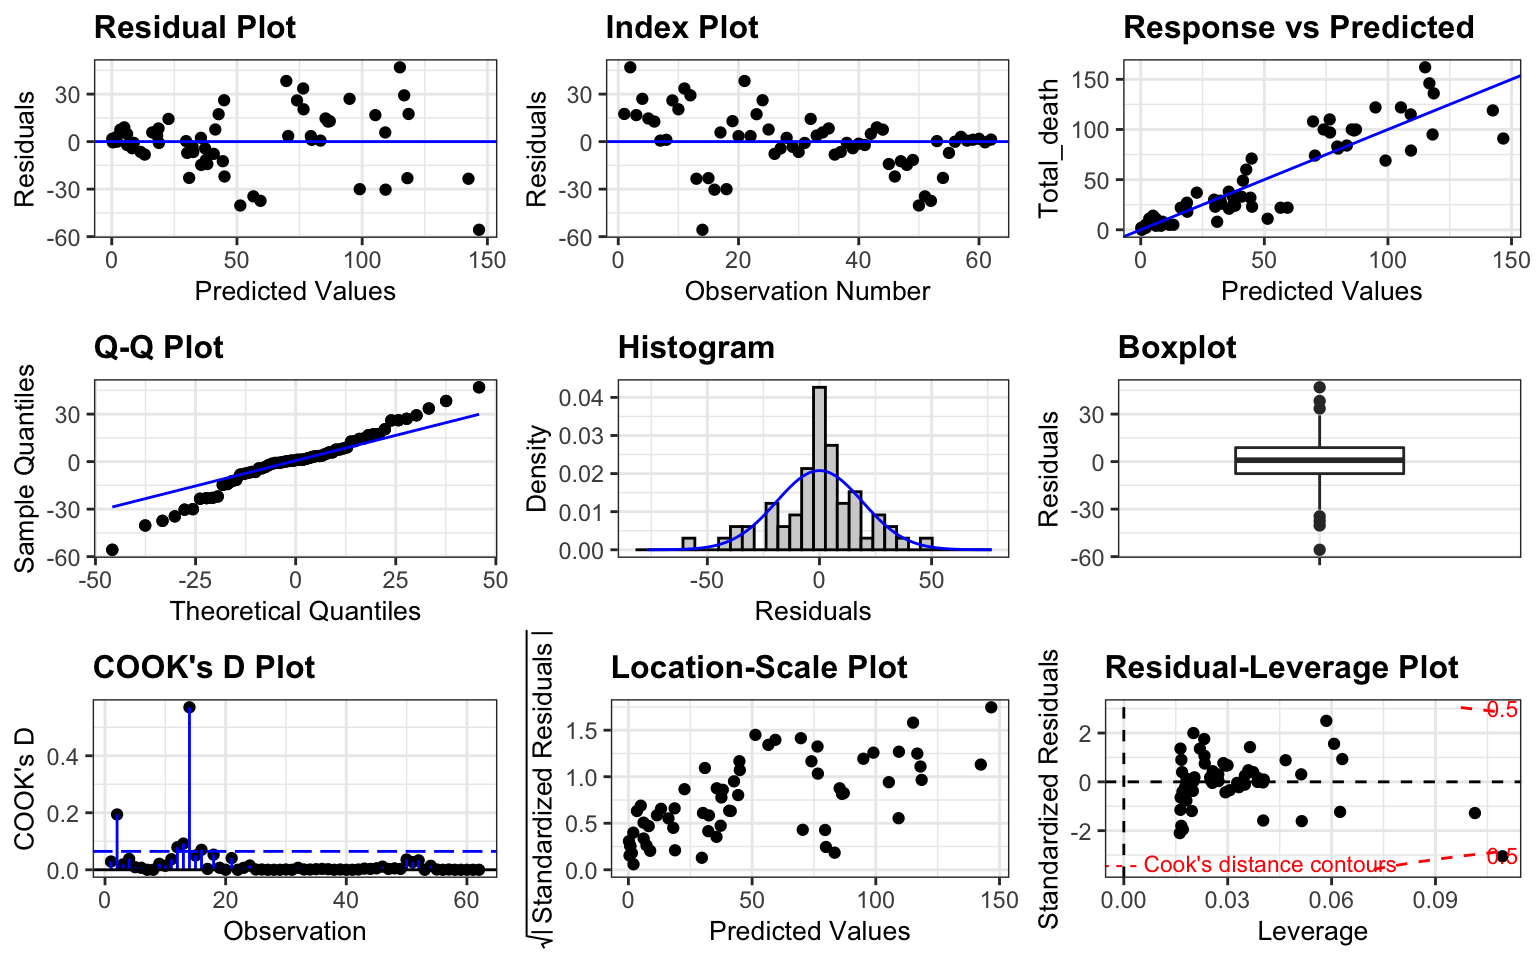 Residual Plot
Residuals
30
0
-30
-60
0 50 100 150
Predicted Values
Index Plot
Residuals
30
0
-30
-60
0 20 40 60
Observation Number
Response vs Predicted
Total_death
150
100
50
0
0 50 100 150
Predicted Values
Q-Q Plot
Sample Quantiles
30
0
-30
-60
-50 -25 0 25 50
Theoretical Quantiles
Histogram
Density
0.04
0.03
0.02
0.01
0.00
-50 0 50
Residuals
Boxplot
Residuals
30
0
-30
-60
COOK's D Plot
COOK's D
0.4
0.2
0.0
0 20 40 60
Observation
Location-Scale Plot
√| Standardized Residuals |
1.5
1.0
0.5
0.0
0 50 100 150
Predicted Values
Residual-Leverage Plot
Standardized Residuals
2
0
-2
0.5
0.5
Cook's distance contours
0.00 0.03 0.06 0.09
Leverage